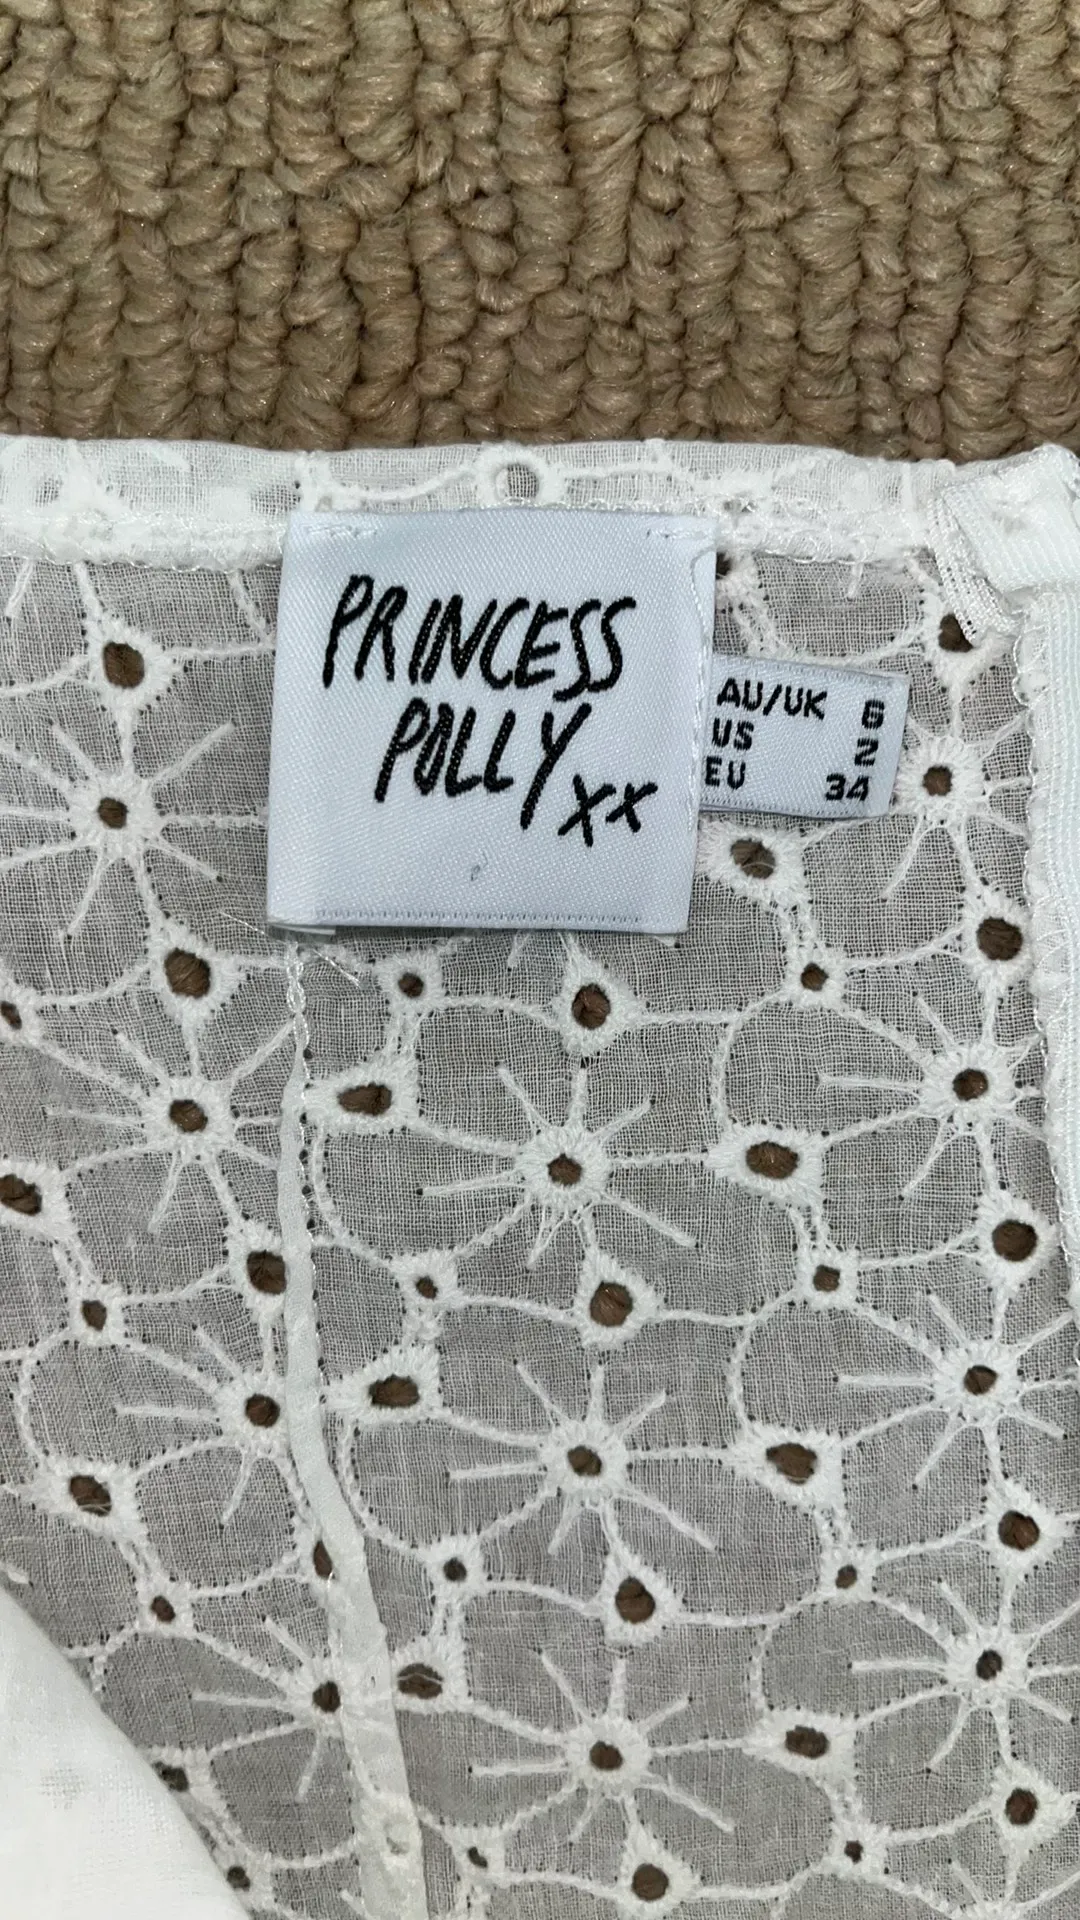 PRINCESS
POLLY xx
AU/UK 6
US 2
EU 34